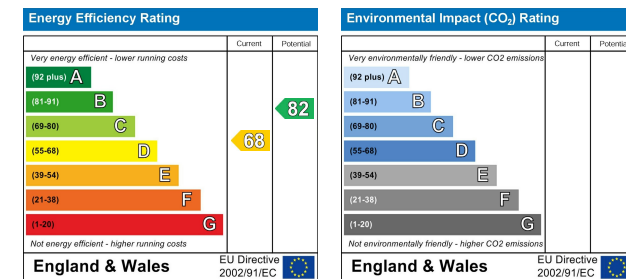 Energy Efficiency Rating
Current Potential
Very energy efficient - lower running costs
(92 plus) A
(81-91) B
(69-80) C
(55-68) D
(39-54) E
(21-38) F
(1-20) G
68
82
Not energy efficient - higher running costs
England & Wales
EU Directive
2002/91/EC
Environmental Impact (CO₂) Rating
Current Potential
Very environmentally friendly - lower CO2 emissions
(92 plus) A
(81-91) B
(69-80) C
(55-68) D
(39-54) E
(21-38) F
(1-20) G
Not environmentally friendly - higher CO2 emissions
England & Wales
EU Directive
2002/91/EC